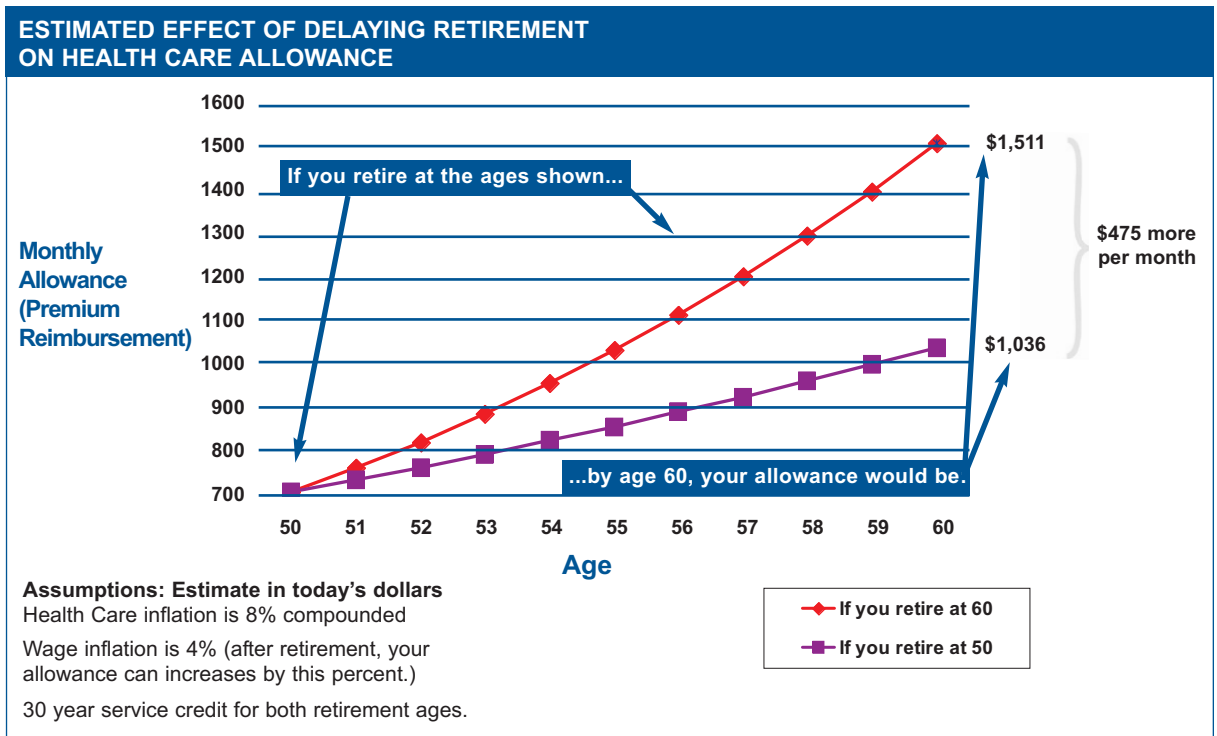 ESTIMATED EFFECT OF DELAYING RETIREMENT
ON HEALTH CARE ALLOWANCE
1600
1500
1400
1300
1200
1100
1000
900
800
700
Monthly
Allowance
(Premium
Reimbursement)
If you retire at the ages shown...
...by age 60, your allowance would be.
$1,511
$1,036
$475 more
per month
50 51 52 53 54 55 56 57 58 59 60
Age
Assumptions: Estimate in today's dollars
Health Care inflation is 8% compounded
Wage inflation is 4% (after retirement, your
allowance can increases by this percent.)
30 year service credit for both retirement ages.
If you retire at 60
If you retire at 50